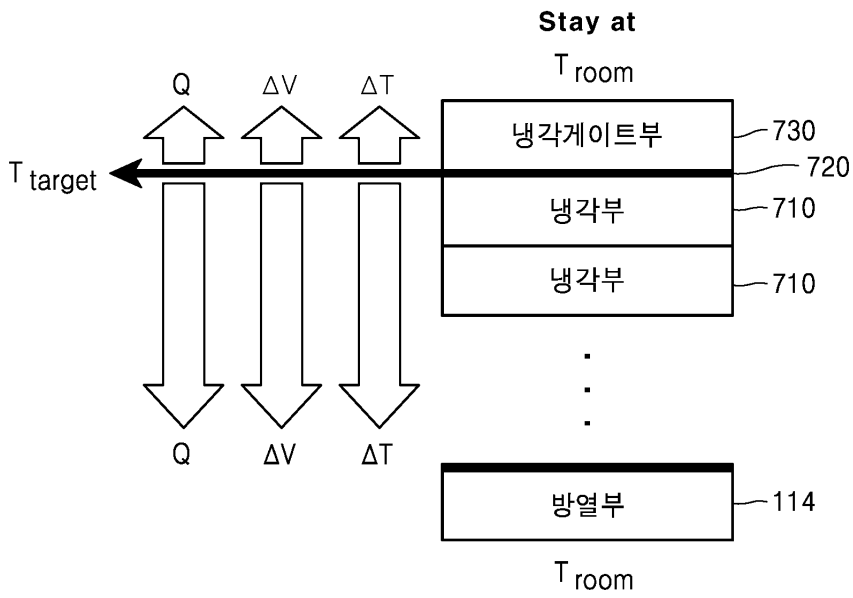 Stay at
T room
Q ΔV ΔT
냉각게이트부 730
720
T target
냉각부 710
냉각부 710
Q ΔV ΔT
방열부 114
T room